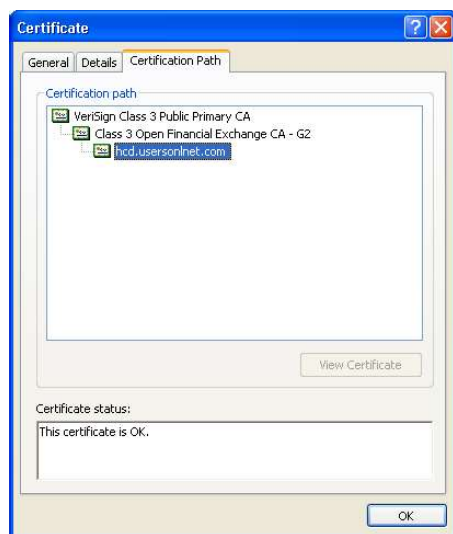 Certificate
General Details Certification Path
Certification path
VeriSign Class 3 Public Primary CA
Class 3 Open Financial Exchange CA - G2
hcd.usersonlnet.com
View Certificate
Certificate status:
This certificate is OK.
OK